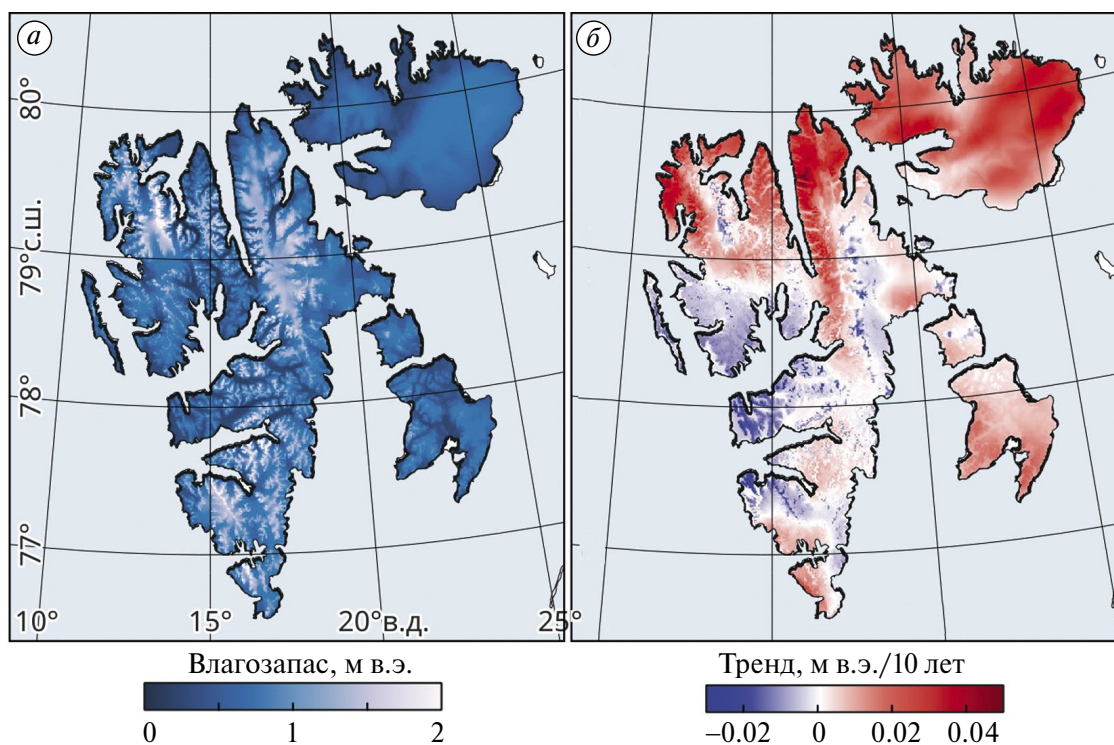 а
б
80°
79°с.ш.
78°
77°
10°
15°
20°в.д.
25°
Влагозапас, м в.э.
0 1 2
Тренд, м в.э./10 лет
−0.02 0 0.02 0.04